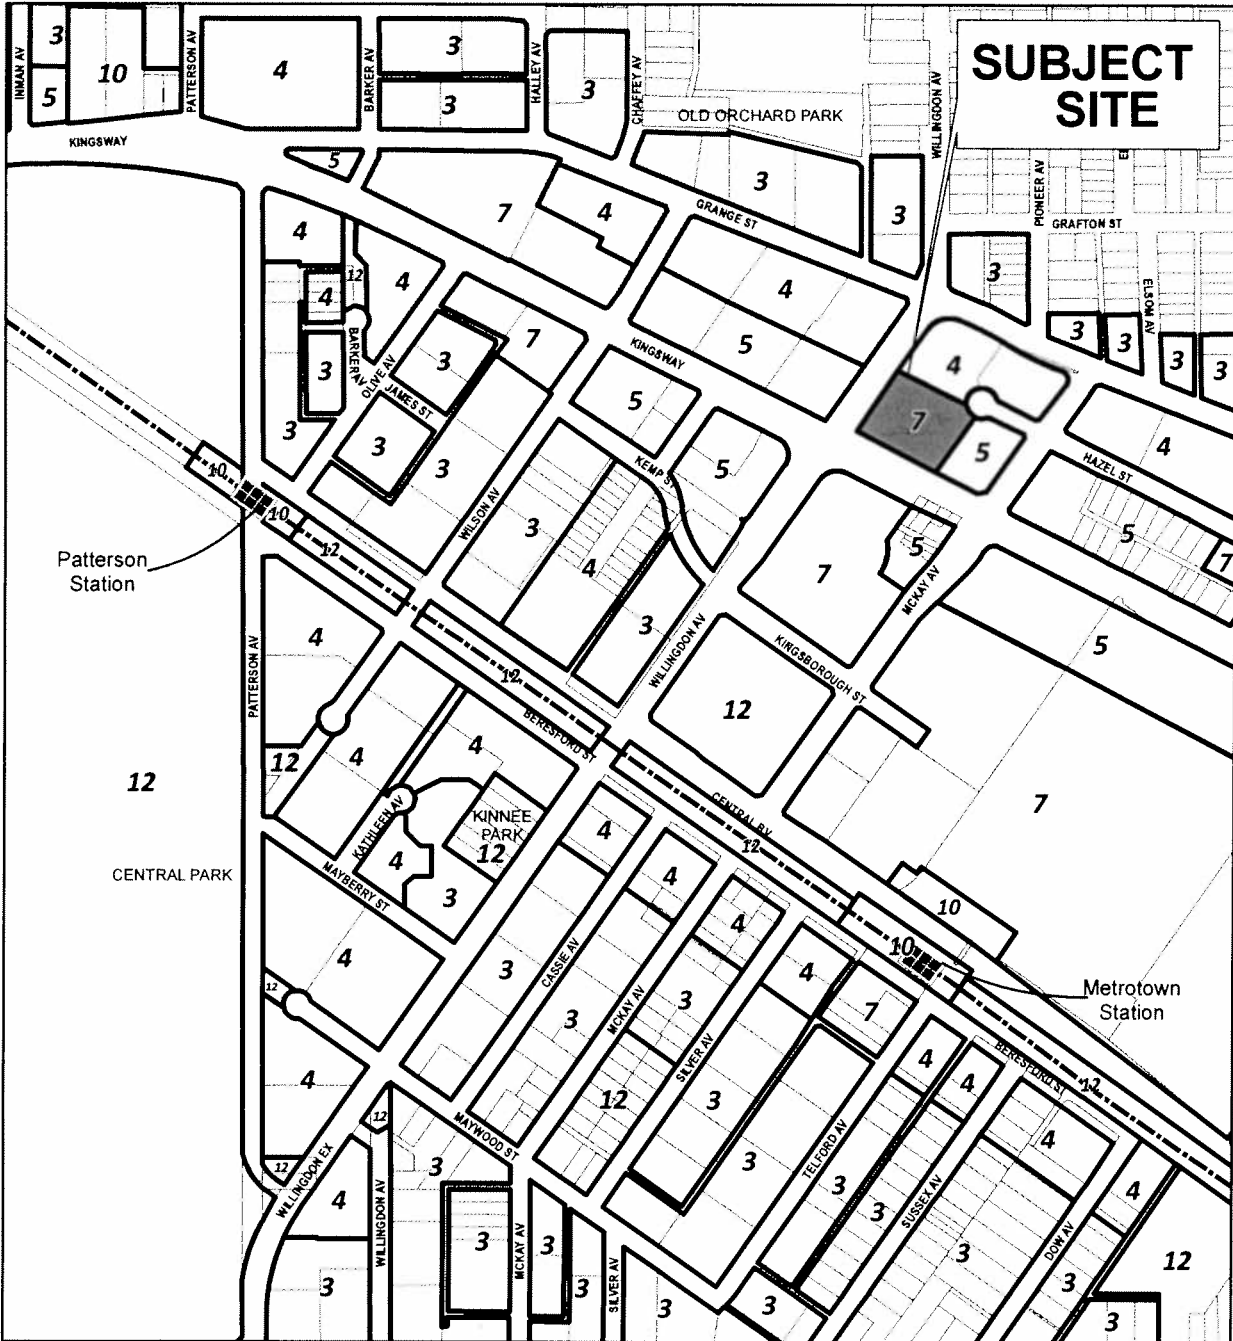 SUBJECT
SITE
INMAN AV
3
10
5
KINGSWAY
PATTERSON AV
4
BARKER AV
3
3
HALLEY AV
3
CHAFFEY AV
OLD ORCHARD PARK
WILLINGDON AV
PIONEER AV
GRAFTON ST
ELSOM AV
5
7
4
GRANGE ST
3
3
3
3
3
3
3
4
12
4
4
BARKER AV
3
3
OLIVE AV
JAMES ST
3
3
3
7
KINGSWAY
4
5
5
KEMP ST
5
4
7
5
HAZEL ST
4
5
7
WILSON AV
3
4
3
WILLINGDON AV
7
5
MCKAY AV
KINGSBOROUGH ST
5
10
10
12
Patterson
Station
PATTERSON AV
4
12
BERESFORD ST
12
7
12
12
4
4
KATHLEEN AV
KINNEE
PARK
12
CENTRAL BV
12
CENTRAL PARK
MAYBERRY ST
4
3
4
4
4
4
7
10
10
Metrotown
Station
4
12
3
CASSIE AV
3
MCKAY AV
3
SILVER AV
BERESFORD ST
12
4
12
MAYWOOD ST
12
3
4
4
4
12
WILLINGDON EX
4
WILLINGDON AV
3
3
3
TELFORD AV
3
3
SUSSEX AV
3
DOW AV
4
12
3
3
MCKAY AV
3
3
SILVER AV
3
3
3
3